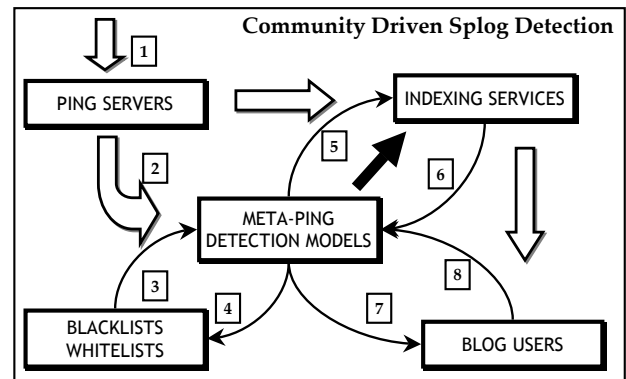 Community Driven Splog Detection
1
PING SERVERS
INDEXING SERVICES
2
5
6
META-PING
DETECTION MODELS
3
4
7
8
BLACKLISTS
WHITELISTS
BLOG USERS